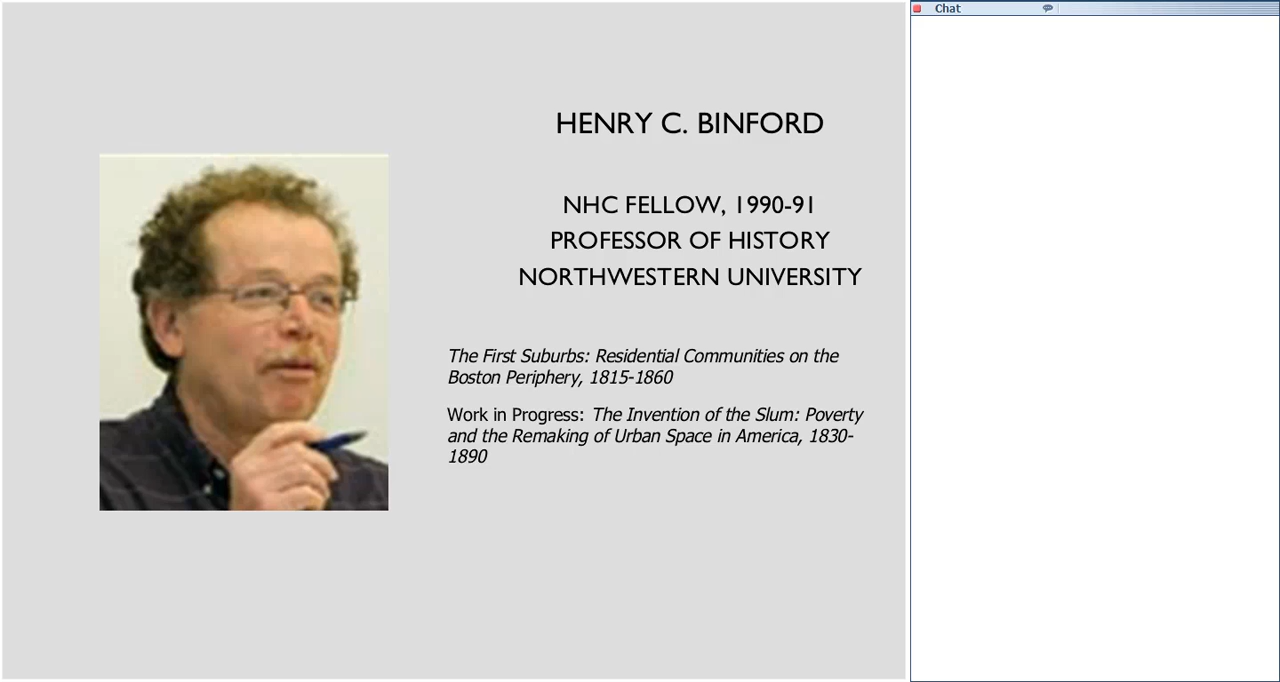 Chat
HENRY C. BINFORD
NHC FELLOW, 1990-91
PROFESSOR OF HISTORY
NORTHWESTERN UNIVERSITY
The First Suburbs: Residential Communities on the
Boston Periphery, 1815-1860
Work in Progress: The Invention of the Slum: Poverty
and the Remaking of Urban Space in America, 1830-
1890